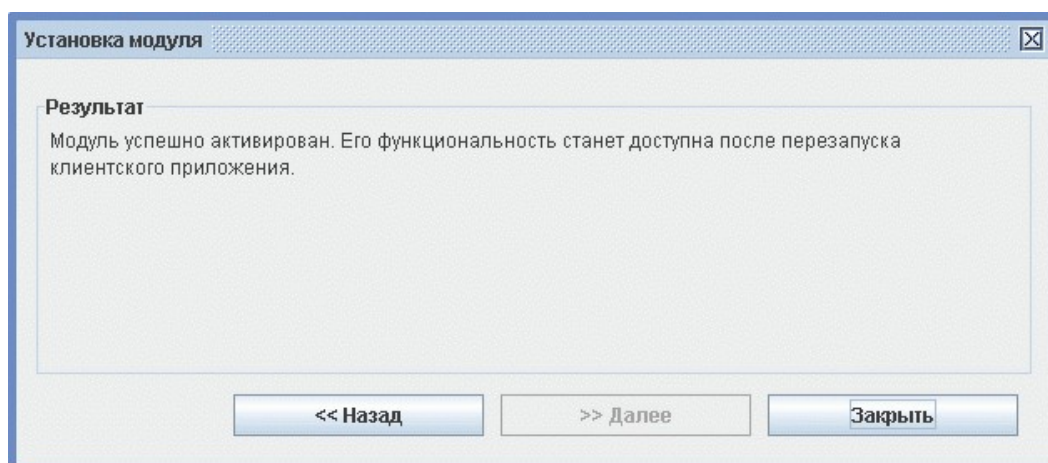 Установка модуля
Результат
Модуль успешно активирован. Его функциональность станет доступна после перезапуска
клиентского приложения.
<< Назад
>> Далее
Закрыть